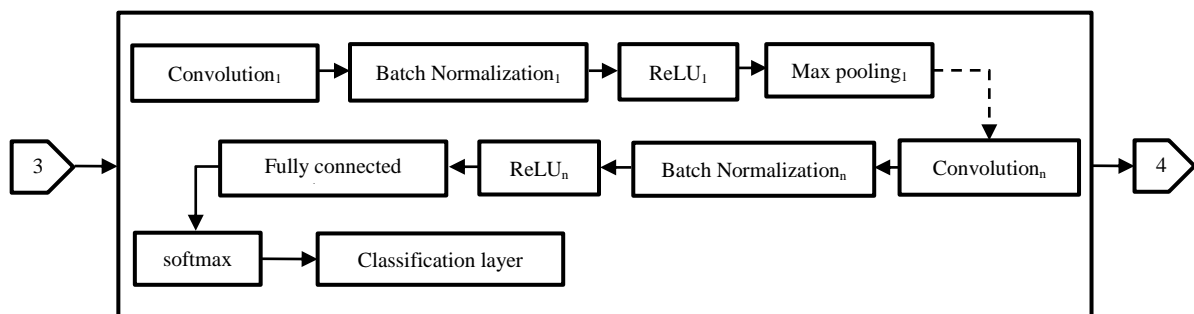 Convolution₁
Batch Normalization₁
ReLU₁
Max pooling₁
3
Fully connected
ReLUₙ
Batch Normalizationₙ
Convolutionₙ
4
softmax
Classification layer